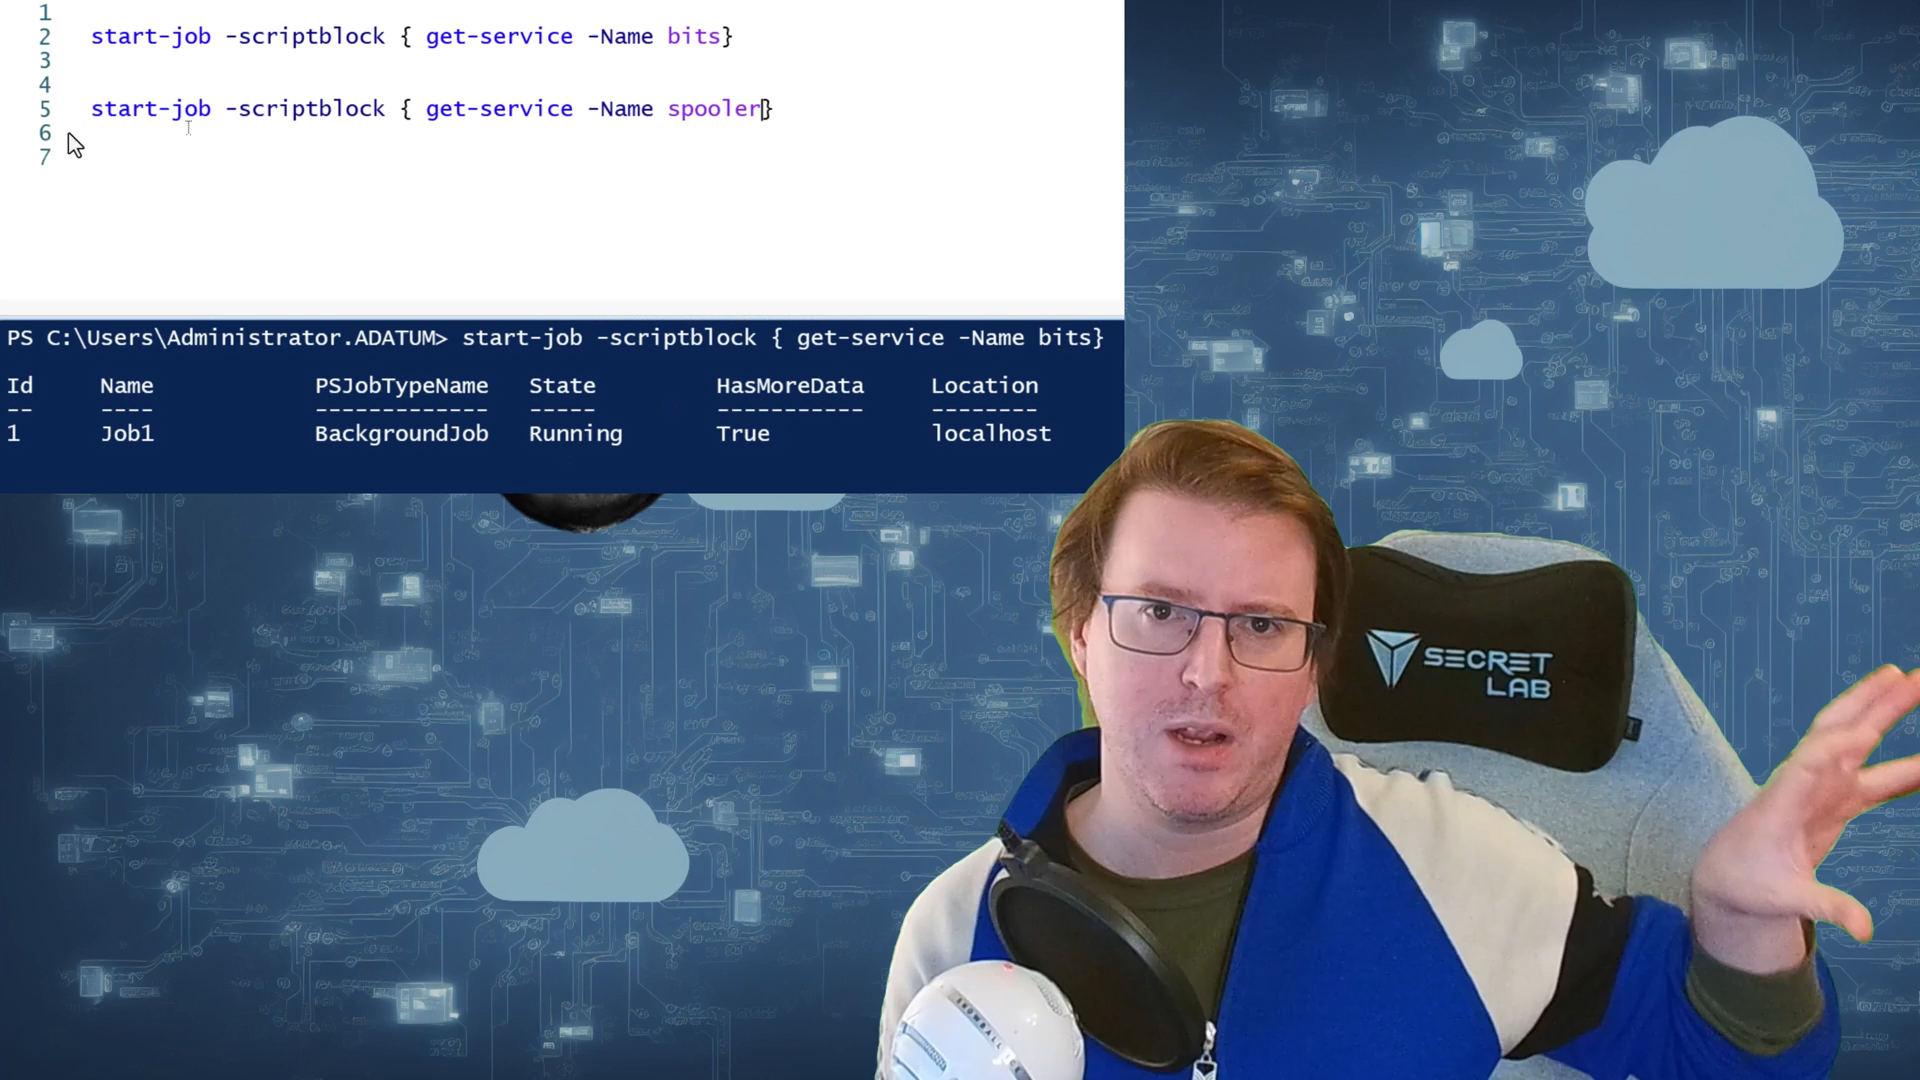 1
2 start-job -scriptblock { get-service -Name bits}
3
4
5 start-job -scriptblock { get-service -Name spooler}
6
7
PS C:\Users\Administrator.ADATUM> start-job -scriptblock { get-service -Name bits}
Id Name PSJobTypeName State HasMoreData Location
-- ---- ------------- ----- ----------- --------
1 Job1 BackgroundJob Running True localhost
SECRET
LAB
SNOWBALL ICE